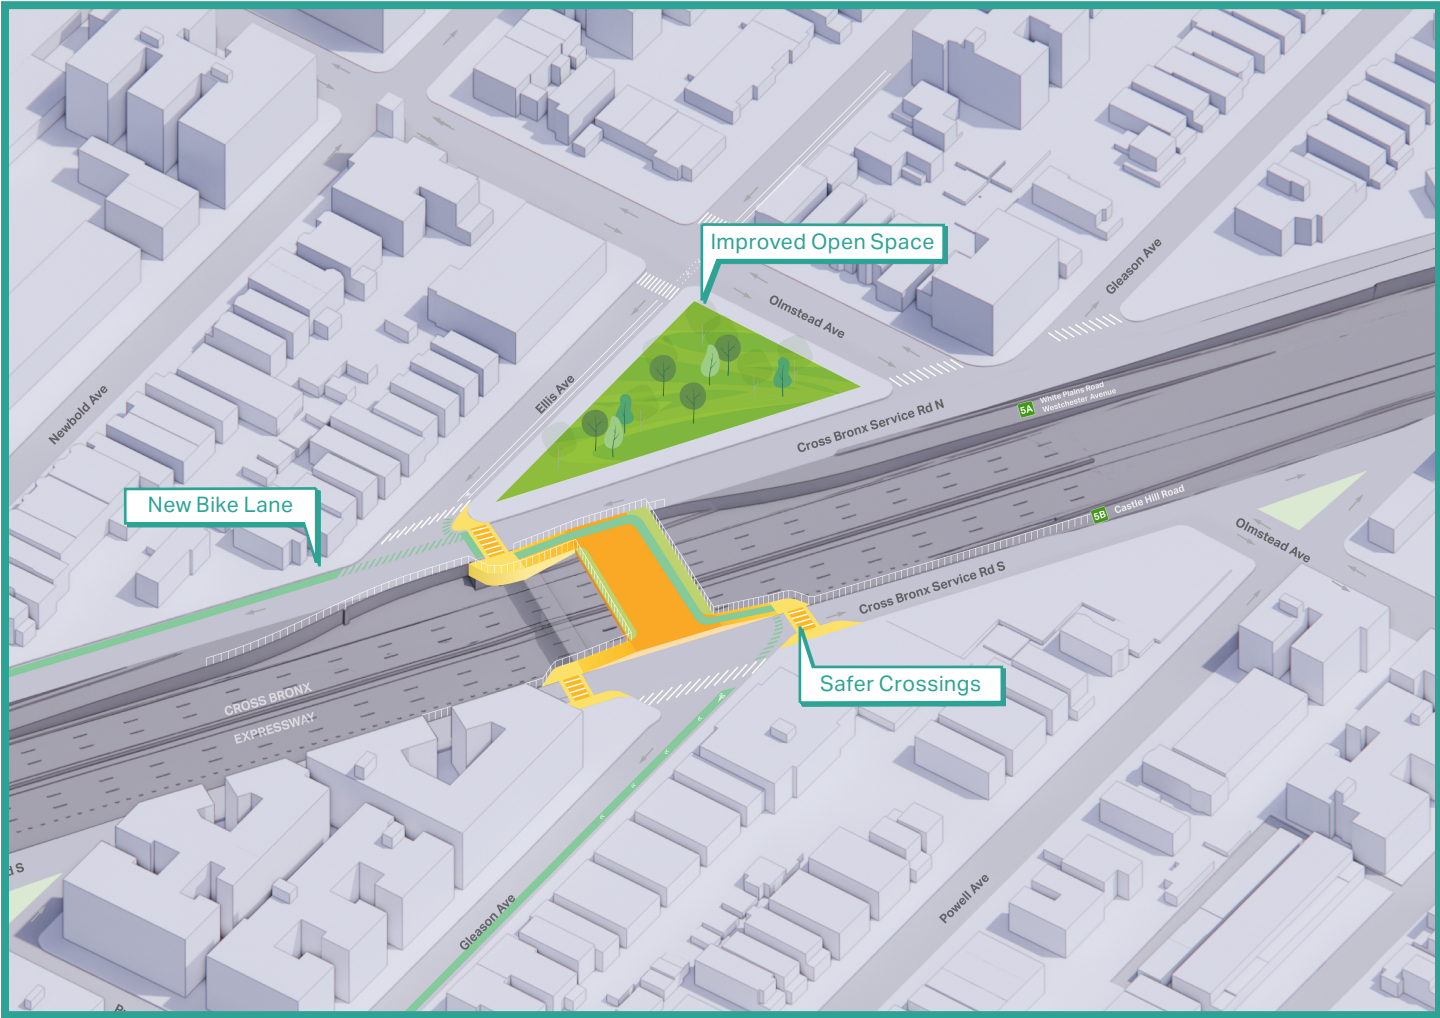 Improved Open Space
Gleason Ave
Olmstead Ave
Ellis Ave
Newbold Ave
5A
White Plains Road
Westchester Avenue
Cross Bronx Service Rd N
New Bike Lane
5B
Castle Hill Road
Olmstead Ave
Cross Bronx Service Rd S
Safer Crossings
CROSS BRONX
EXPRESSWAY
d S
Gleason Ave
Powell Ave